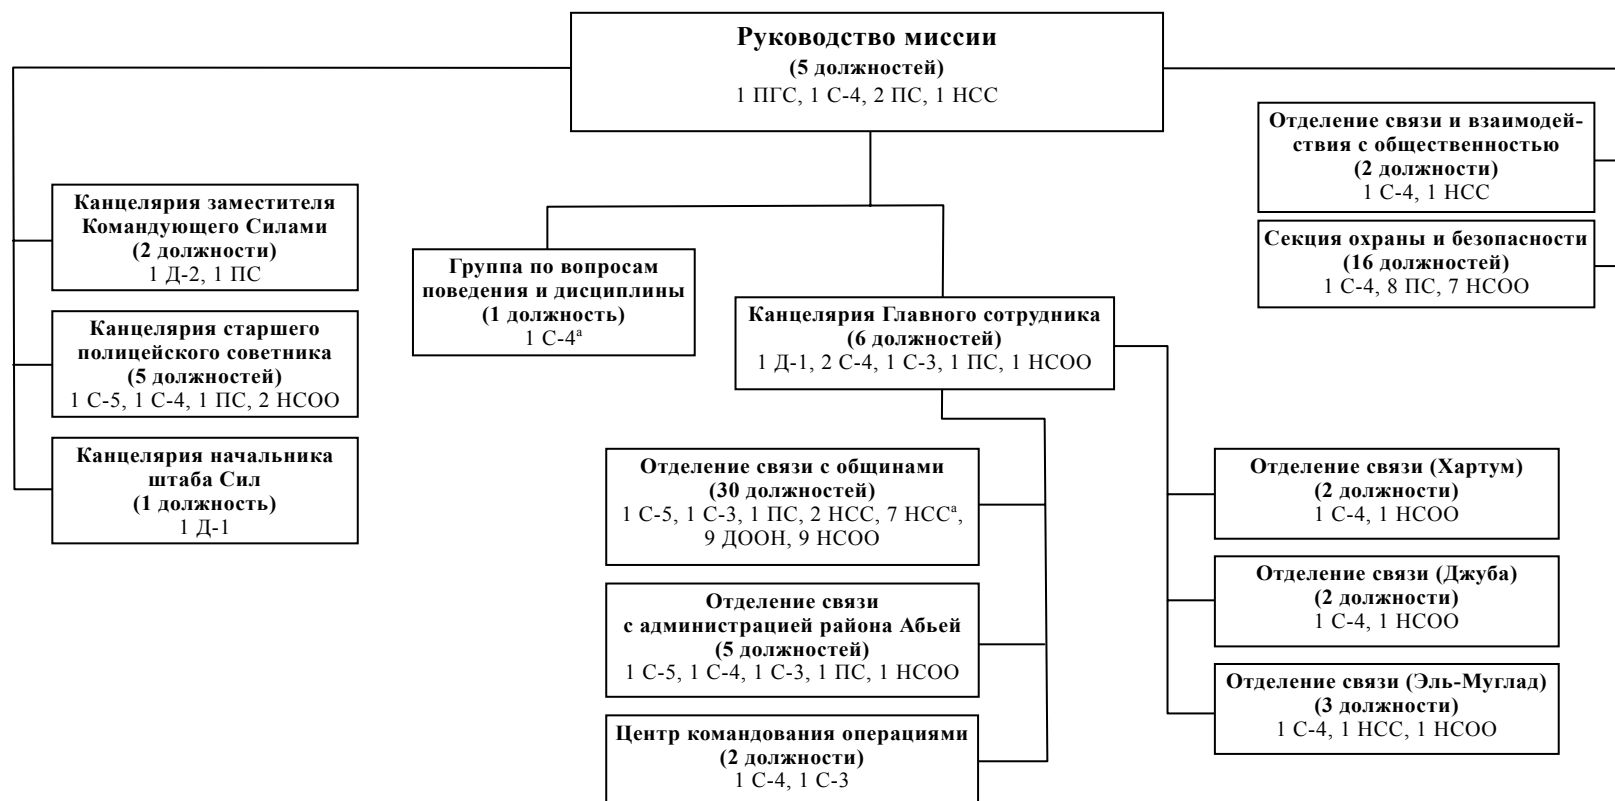 Руководство миссии
(5 должностей)
1 ПГС, 1 С-4, 2 ПС, 1 НСС
Канцелярия заместителя
Командующего Силами
(2 должности)
1 Д-2, 1 ПС
Канцелярия старшего
полицейского советника
(5 должностей)
1 С-5, 1 С-4, 1 ПС, 2 НСОО
Канцелярия начальника
штаба Сил
(1 должность)
1 Д-1
Группа по вопросам
поведения и дисциплины
(1 должность)
1 С-4ª
Канцелярия Главного сотрудника
(6 должностей)
1 Д-1, 2 С-4, 1 С-3, 1 ПС, 1 НСОО
Отделение связи и взаимодей-
ствия с общественностью
(2 должности)
1 С-4, 1 НСС
Секция охраны и безопасности
(16 должностей)
1 С-4, 8 ПС, 7 НСОО
Отделение связи с общинами
(30 должностей)
1 С-5, 1 С-3, 1 ПС, 2 НСС, 7 НССª,
9 ДООН, 9 НСОО
Отделение связи
с администрацией района Абьей
(5 должностей)
1 С-5, 1 С-4, 1 С-3, 1 ПС, 1 НСОО
Центр командования операциями
(2 должности)
1 С-4, 1 С-3
Отделение связи (Хартум)
(2 должности)
1 С-4, 1 НСОО
Отделение связи (Джуба)
(2 должности)
1 С-4, 1 НСОО
Отделение связи (Эль-Муглад)
(3 должности)
1 С-4, 1 НСС, 1 НСОО